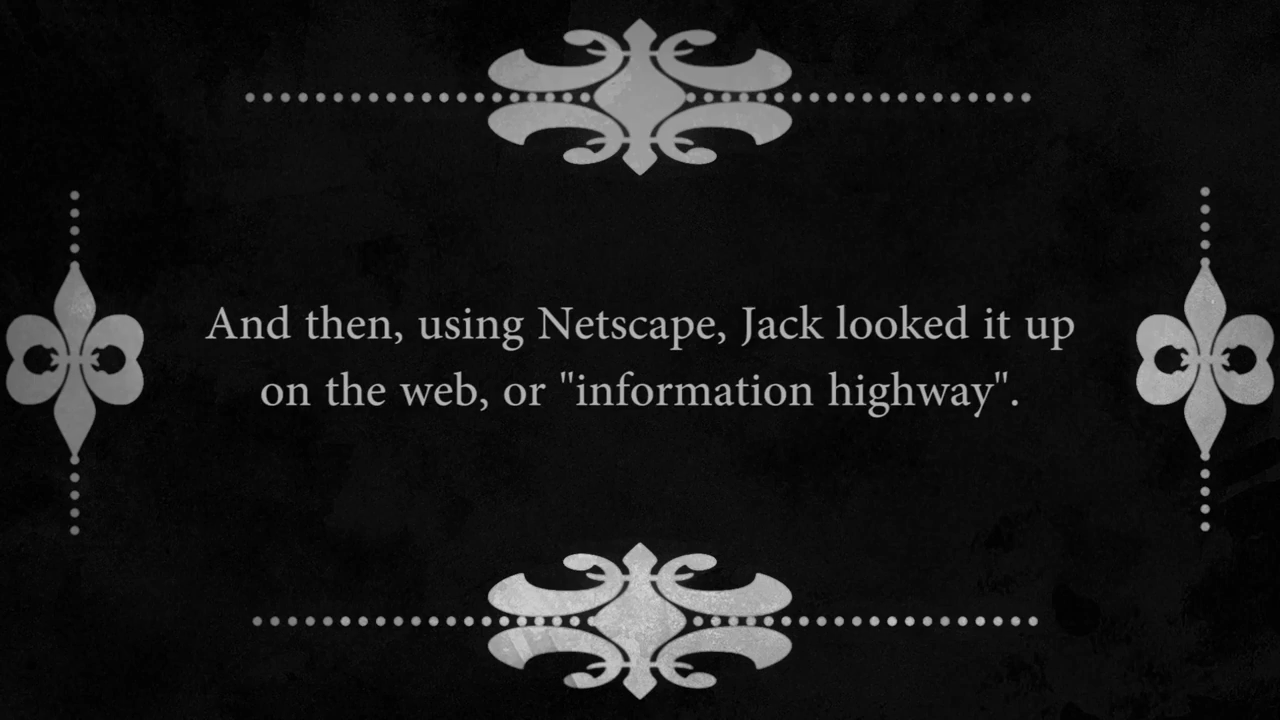 And then, using Netscape, Jack looked it up
on the web, or "information highway".